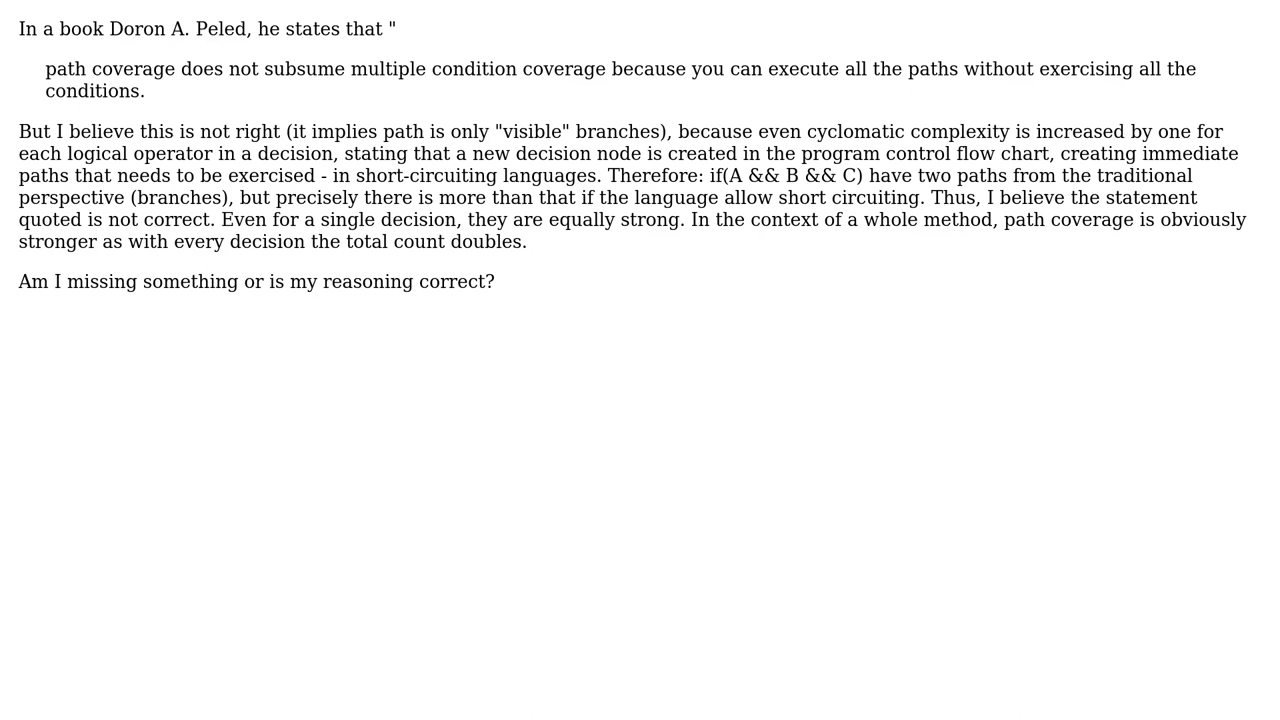 In a book Doron A. Peled, he states that "
path coverage does not subsume multiple condition coverage because you can execute all the paths without exercising all the
conditions.
But I believe this is not right (it implies path is only "visible" branches), because even cyclomatic complexity is increased by one for
each logical operator in a decision, stating that a new decision node is created in the program control flow chart, creating immediate
paths that needs to be exercised - in short-circuiting languages. Therefore: if(A && B && C) have two paths from the traditional
perspective (branches), but precisely there is more than that if the language allow short circuiting. Thus, I believe the statement
quoted is not correct. Even for a single decision, they are equally strong. In the context of a whole method, path coverage is obviously
stronger as with every decision the total count doubles.
Am I missing something or is my reasoning correct?